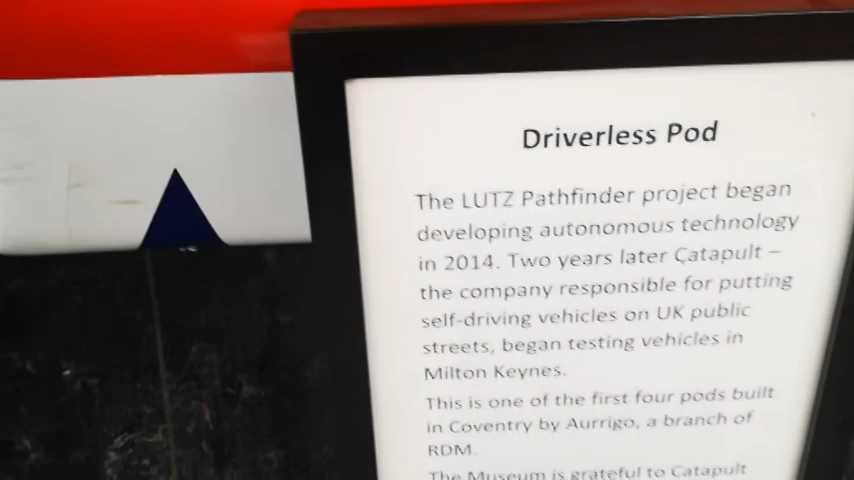 Driverless Pod
The LUTZ Pathfinder project began
developing autonomous technology
in 2014. Two years later Catapult –
the company responsible for putting
self-driving vehicles on UK public
streets, began testing vehicles in
Milton Keynes.
This is one of the first four pods built
in Coventry by Aurrigo, a branch of
RDM.
The Museum is grateful to Catapult